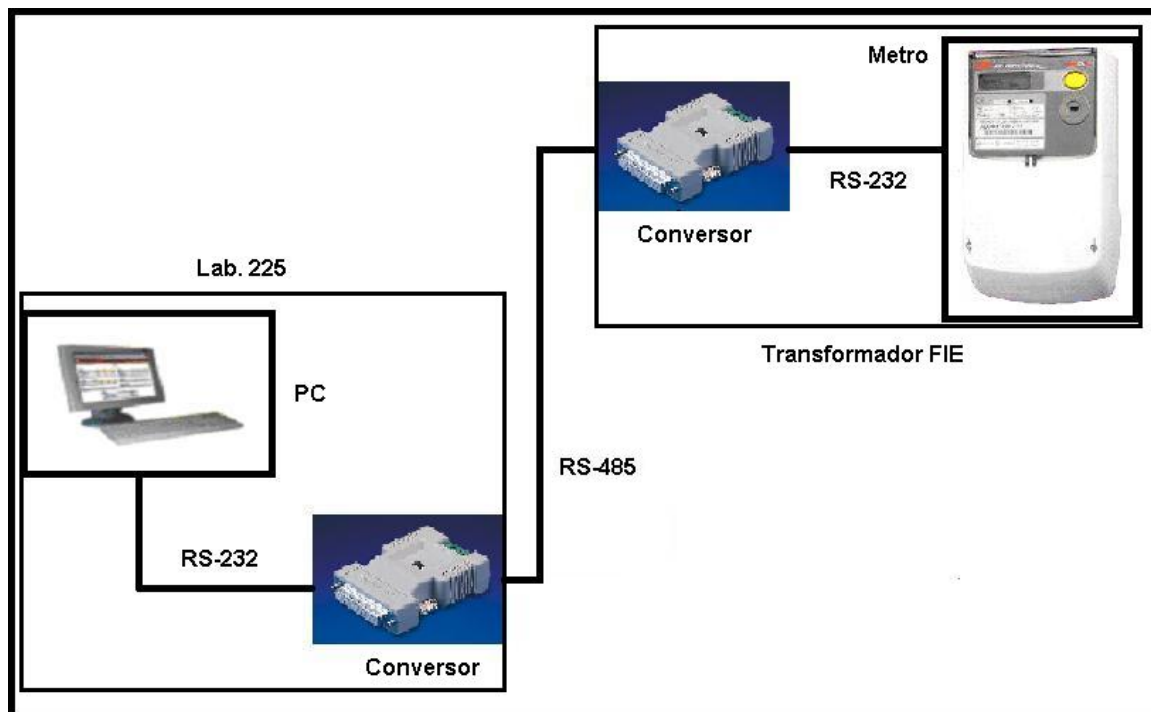 Metro
RS-232
Conversor
Transformador FIE
Lab. 225
PC
RS-485
RS-232
Conversor